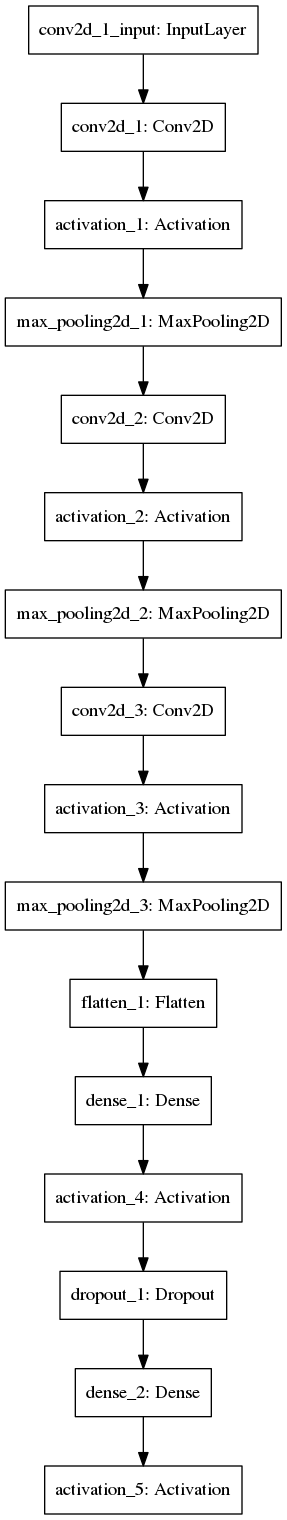 conv2d_1_input: InputLayer
conv2d_1: Conv2D
activation_1: Activation
max_pooling2d_1: MaxPooling2D
conv2d_2: Conv2D
activation_2: Activation
max_pooling2d_2: MaxPooling2D
conv2d_3: Conv2D
activation_3: Activation
max_pooling2d_3: MaxPooling2D
flatten_1: Flatten
dense_1: Dense
activation_4: Activation
dropout_1: Dropout
dense_2: Dense
activation_5: Activation